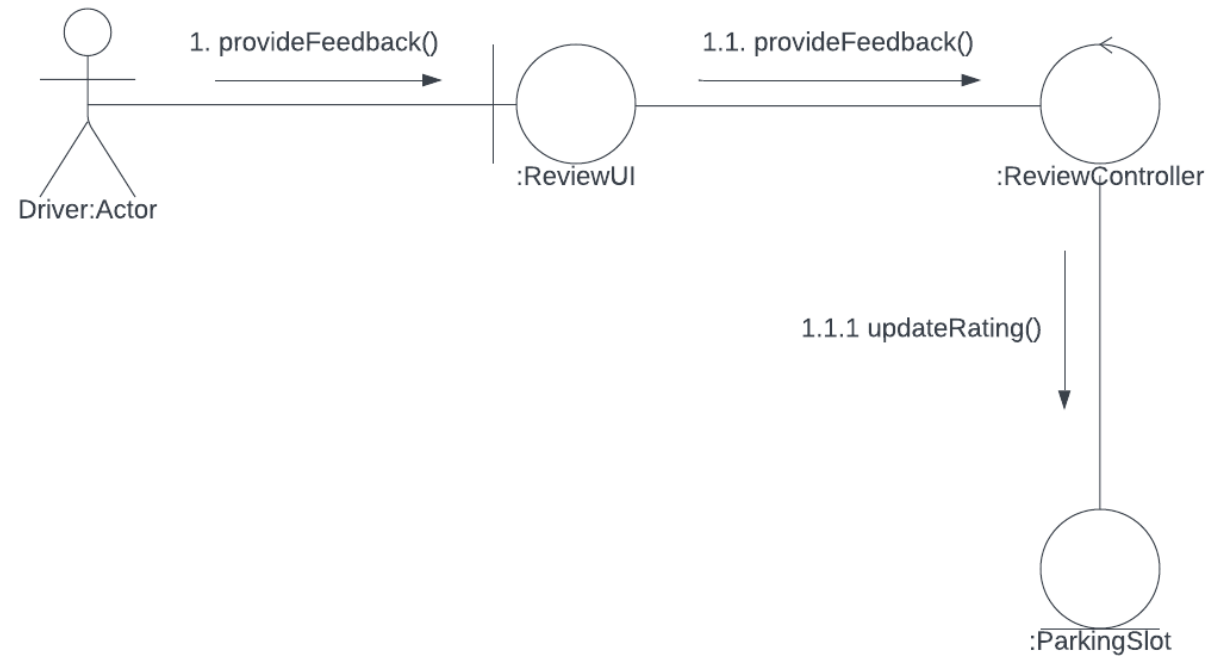 1. provideFeedback()
1.1. provideFeedback()
:ReviewUI
:ReviewController
Driver:Actor
1.1.1 updateRating()
:ParkingSlot